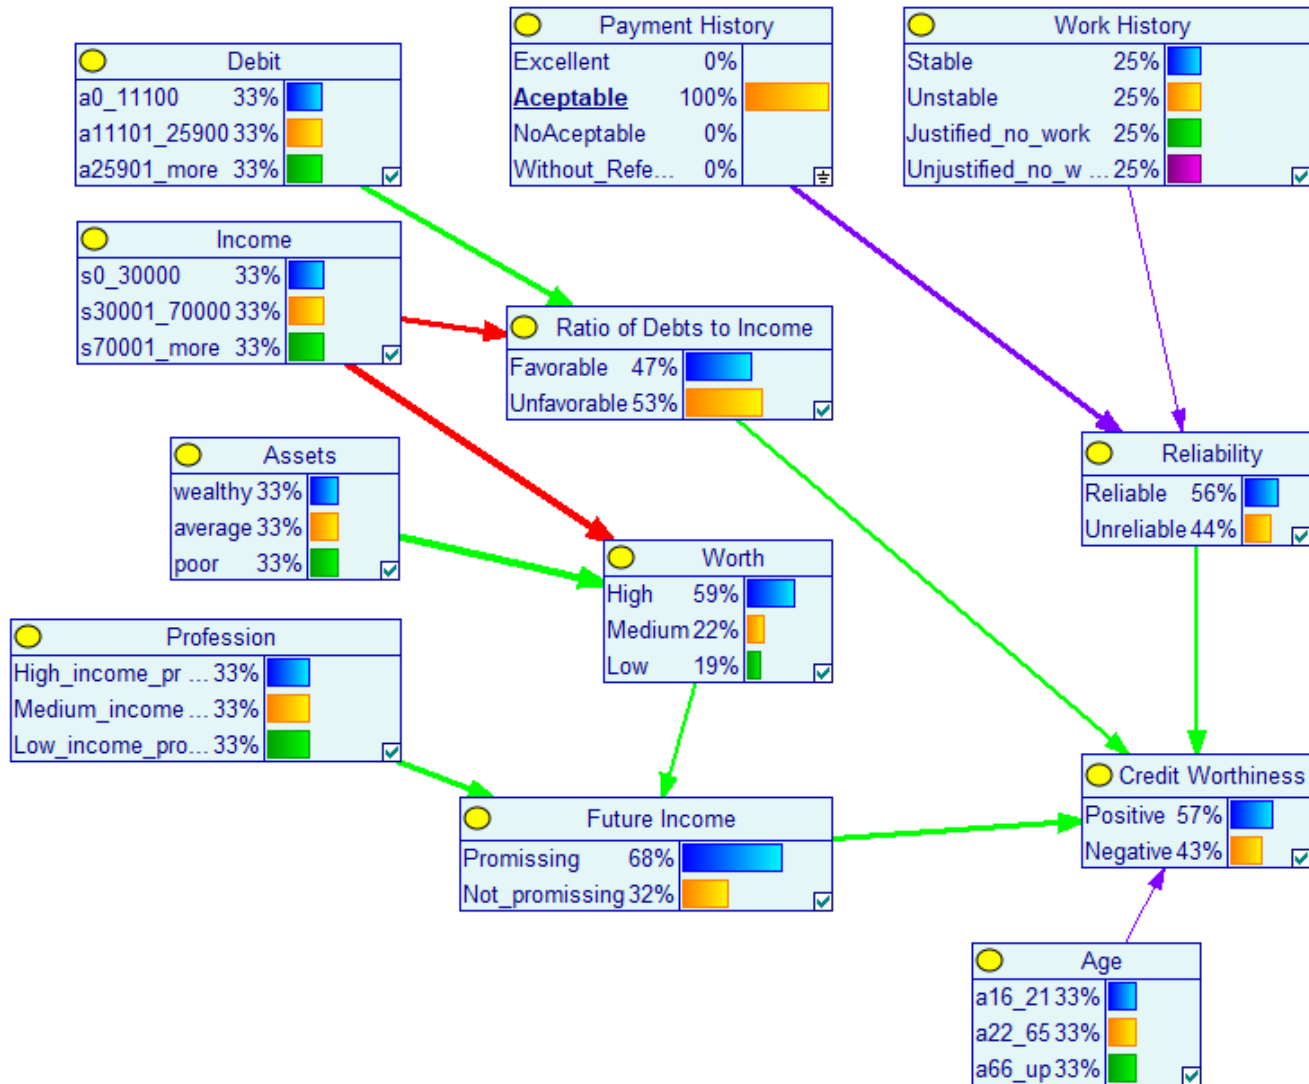 Debit
a0_11100 33%
a11101_25900 33%
a25901_more 33%
Payment History
Excellent 0%
Aceptable 100%
NoAceptable 0%
Without_Refe... 0%
Work History
Stable 25%
Unstable 25%
Justified_no_work 25%
Unjustified_no_w ... 25%
Income
s0_30000 33%
s30001_70000 33%
s70001_more 33%
Ratio of Debts to Income
Favorable 47%
Unfavorable 53%
Assets
wealthy 33%
average 33%
poor 33%
Reliability
Reliable 56%
Unreliable 44%
Worth
High 59%
Medium 22%
Low 19%
Profession
High_income_pr ... 33%
Medium_income ... 33%
Low_income_pro... 33%
Future Income
Promissing 68%
Not_promissing 32%
Credit Worthiness
Positive 57%
Negative 43%
Age
a16_21 33%
a22_65 33%
a66_up 33%